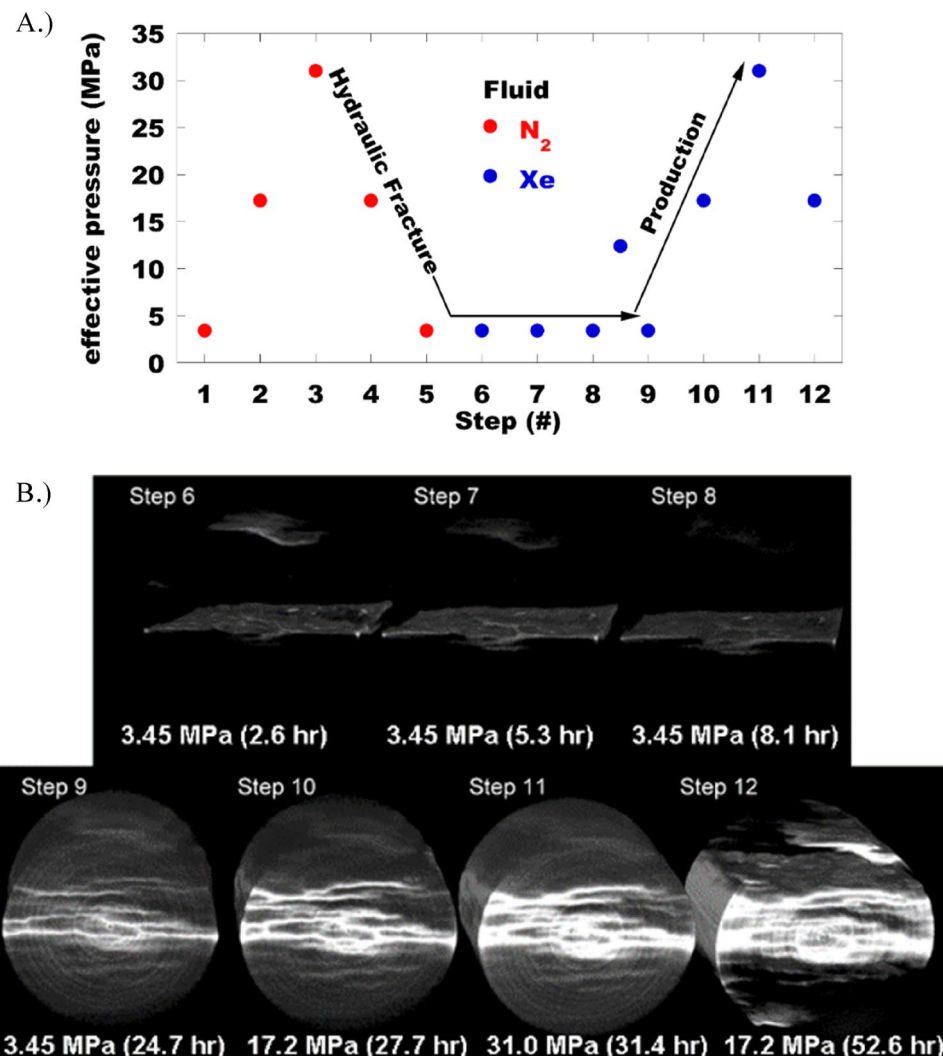 A.)
effective pressure (MPa)
35
30
25
20
15
10
5
0
Hydraulic Fracture
Fluid
N₂
Xe
Production
1 2 3 4 5 6 7 8 9 10 11 12
Step (#)
B.)
Step 6 Step 7 Step 8
3.45 MPa (2.6 hr) 3.45 MPa (5.3 hr) 3.45 MPa (8.1 hr)
Step 9 Step 10 Step 11 Step 12
3.45 MPa (24.7 hr) 17.2 MPa (27.7 hr) 31.0 MPa (31.4 hr) 17.2 MPa (52.6 hr)